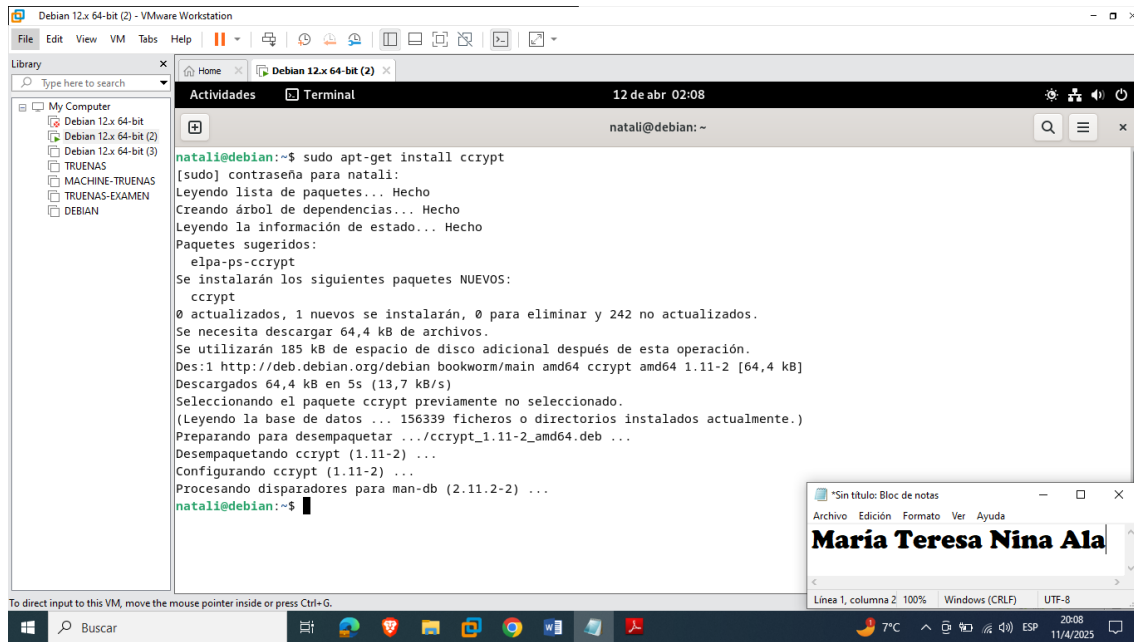 Debian 12.x 64-bit (2) - VMware Workstation
File Edit View VM Tabs Help
Library
Type here to search
My Computer
Debian 12.x 64-bit
Debian 12.x 64-bit (2)
Debian 12.x 64-bit (3)
TRUENAS
MACHINE-TRUENAS
TRUENAS-EXAMEN
DEBIAN
Home
Debian 12.x 64-bit (2)
Actividades Terminal 12 de abr 02:08
natali@debian: ~
natali@debian:~$ sudo apt-get install ccrypt
[sudo] contraseña para natali:
Leyendo lista de paquetes... Hecho
Creando árbol de dependencias... Hecho
Leyendo la información de estado... Hecho
Paquetes sugeridos:
elpa-ps-ccrypt
Se instalarán los siguientes paquetes NUEVOS:
ccrypt
0 actualizados, 1 nuevos se instalarán, 0 para eliminar y 242 no actualizados.
Se necesita descargar 64,4 kB de archivos.
Se utilizarán 185 kB de espacio de disco adicional después de esta operación.
Des:1 http://deb.debian.org/debian bookworm/main amd64 ccrypt amd64 1.11-2 [64,4 kB]
Descargados 64,4 kB en 5s (13,7 kB/s)
Seleccionando el paquete ccrypt previamente no seleccionado.
(Leyendo la base de datos ... 156339 ficheros o directorios instalados actualmente.)
Preparando para desempaquetar .../ccrypt_1.11-2_amd64.deb ...
Desempaquetando ccrypt (1.11-2) ...
Configurando ccrypt (1.11-2) ...
Procesando disparadores para man-db (2.11.2-2) ...
natali@debian:~$
*Sin título: Bloc de notas
Archivo Edición Formato Ver Ayuda
María Teresa Nina Ala
Línea 1, columna 2 100% Windows (CRLF) UTF-8
To direct input to this VM, move the mouse pointer inside or press Ctrl+G.
Buscar
7°C
ESP
20:08
11/4/2025